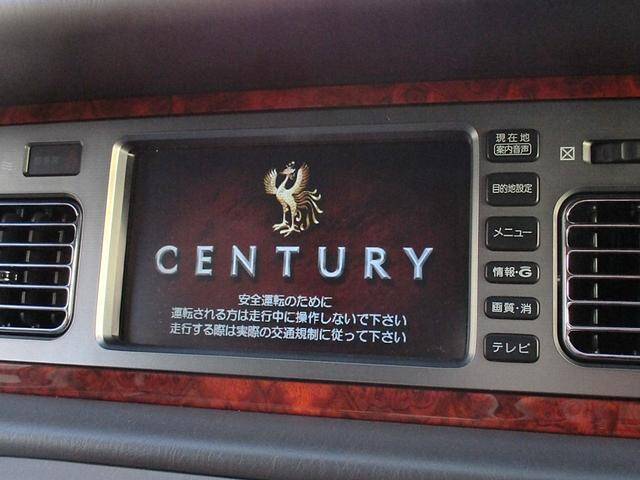 CENTURY
安全運転のために
運転される方は走行中に操作しないで下さい
走行する際は実際の交通規制に従って下さい
現在地
案内音声
目的地設定
メニュー
情報・G
画質・消
テレビ